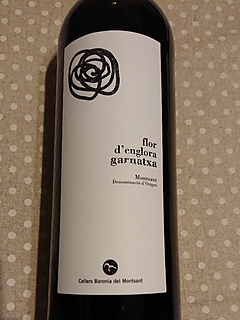 flor
d'englora
garnatxa
Montsant
Denominació d'Origen
Cellers Baronia del Montsant